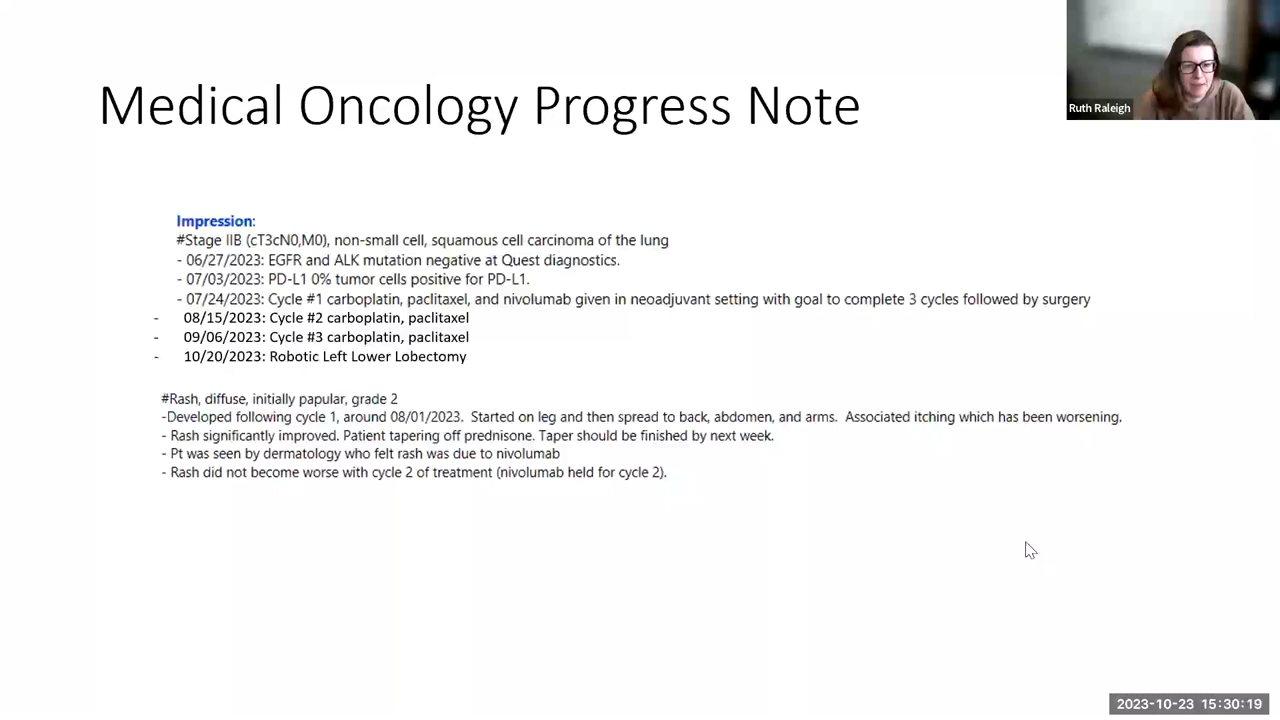 Medical Oncology Progress Note
Ruth Raleigh
Impression:
#Stage IIB (cT3cN0,M0), non-small cell, squamous cell carcinoma of the lung
- 06/27/2023: EGFR and ALK mutation negative at Quest diagnostics.
- 07/03/2023: PD-L1 0% tumor cells positive for PD-L1.
- 07/24/2023: Cycle #1 carboplatin, paclitaxel, and nivolumab given in neoadjuvant setting with goal to complete 3 cycles followed by surgery
- 08/15/2023: Cycle #2 carboplatin, paclitaxel
- 09/06/2023: Cycle #3 carboplatin, paclitaxel
- 10/20/2023: Robotic Left Lower Lobectomy
#Rash, diffuse, initially papular, grade 2
-Developed following cycle 1, around 08/01/2023. Started on leg and then spread to back, abdomen, and arms. Associated itching which has been worsening.
- Rash significantly improved. Patient tapering off prednisone. Taper should be finished by next week.
- Pt was seen by dermatology who felt rash was due to nivolumab
- Rash did not become worse with cycle 2 of treatment (nivolumab held for cycle 2).
2023-10-23 15:30:19